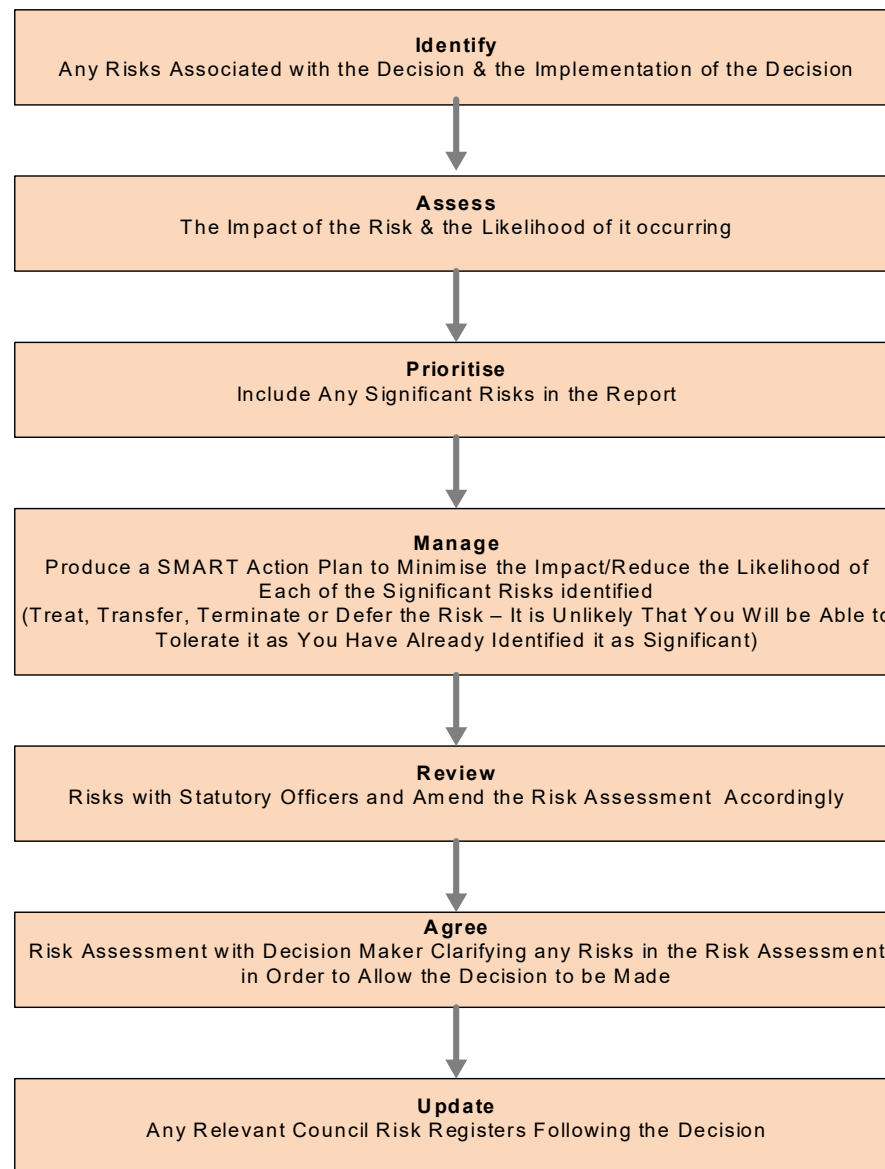 Identify
Any Risks Associated with the Decision & the Implementation of the Decision
Assess
The Impact of the Risk & the Likelihood of it occurring
Prioritise
Include Any Significant Risks in the Report
Manage
Produce a SMART Action Plan to Minimise the Impact/Reduce the Likelihood of
Each of the Significant Risks identified
(Treat, Transfer, Terminate or Defer the Risk – It is Unlikely That You Will be Able to
Tolerate it as You Have Already Identified it as Significant)
Review
Risks with Statutory Officers and Amend the Risk Assessment Accordingly
Agree
Risk Assessment with Decision Maker Clarifying any Risks in the Risk Assessment
in Order to Allow the Decision to be Made
Update
Any Relevant Council Risk Registers Following the Decision